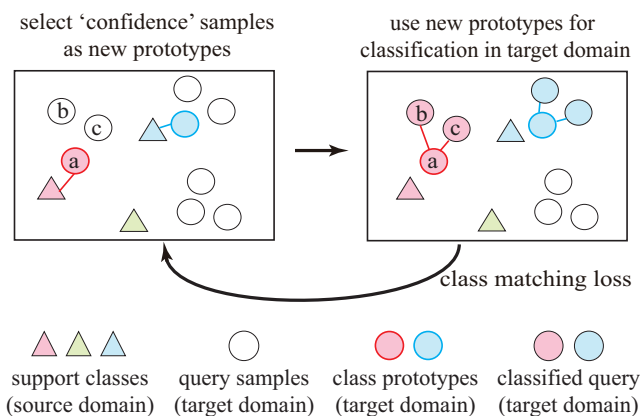 select ‘confidence’ samples
as new prototypes
use new prototypes for
classification in target domain
b
c
a
b
c
a
class matching loss
support classes
(source domain)
query samples
(target domain)
class prototypes
(target domain)
classified query
(target domain)